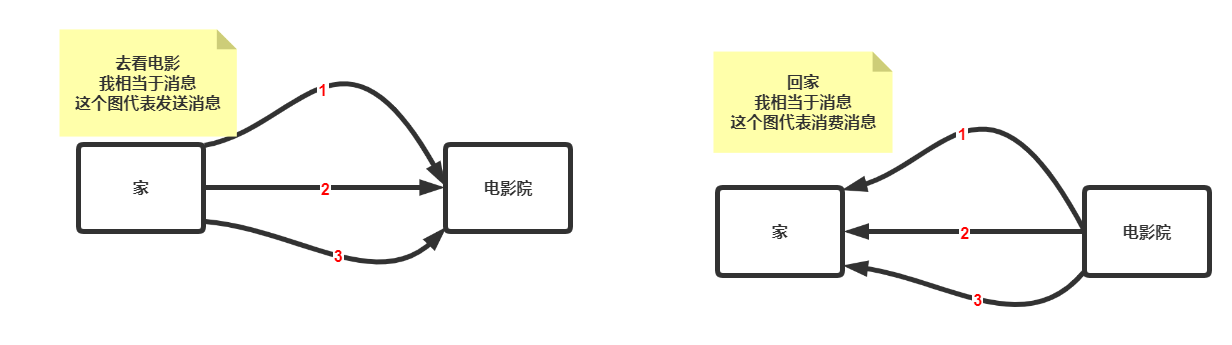 去看电影
我相当于消息
这个图代表发送消息
1
家
2
电影院
3
回家
我相当于消息
这个图代表消费消息
1
家
2
电影院
3